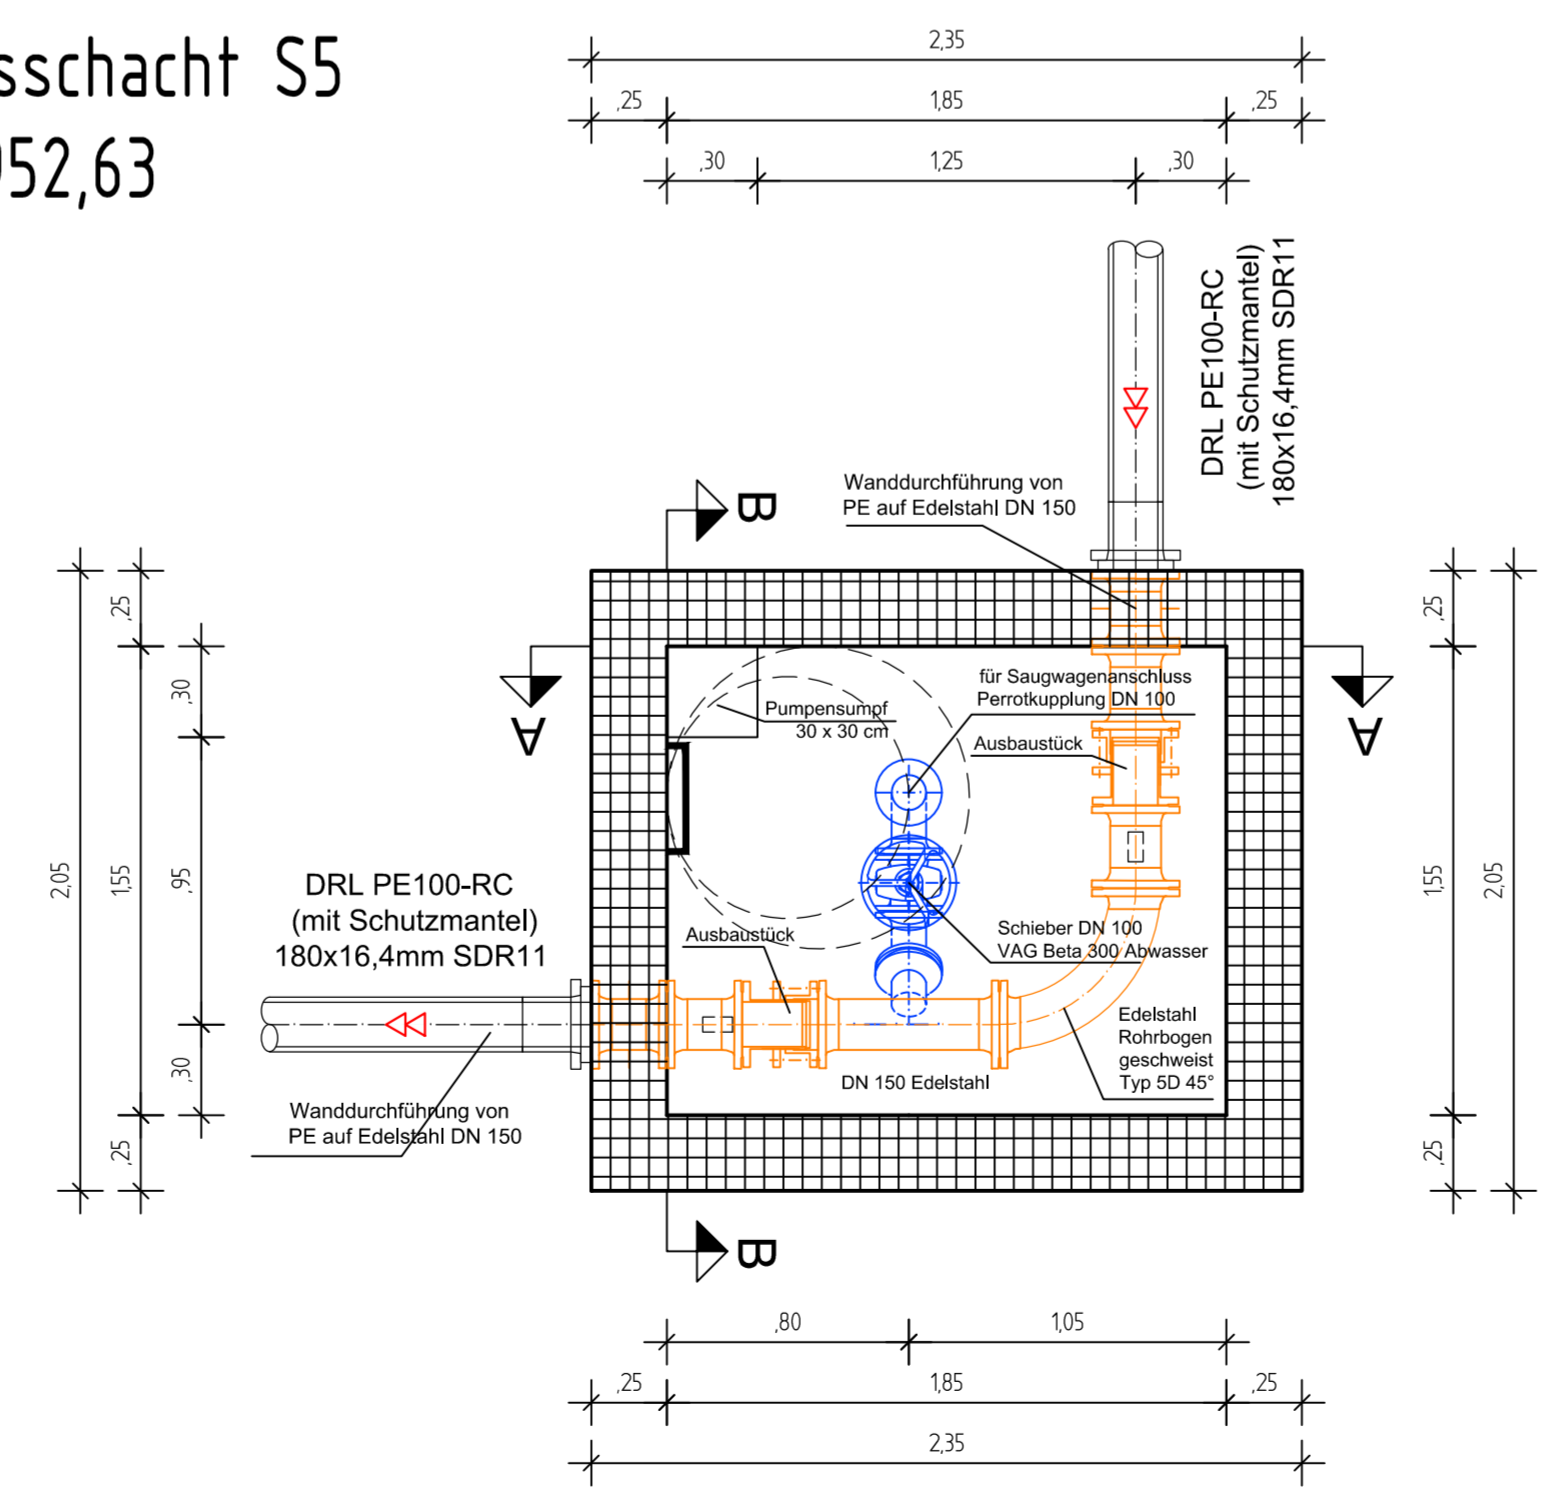 sschacht S5
952,63
2,35
,25
1,85
,25
,30
1,25
,30
DRL PE100-RC
(mit Schutzmantel)
180x16,4mm SDR11
Wanddurchführung von
PE auf Edelstahl DN 150
B
A
A
für Saugwagenanschluss
Perrotkupplung DN 100
Pumpensumpf
30 x 30 cm
Ausbaustück
2,05
,25
1,55
,30
,95
,30
,25
,25
1,55
,25
2,05
DRL PE100-RC
(mit Schutzmantel)
180x16,4mm SDR11
Ausbaustück
Schieber DN 100
VAG Beta 300 Abwasser
Edelstahl
Rohrbogen
geschweist
Typ 5D 45°
DN 150 Edelstahl
Wanddurchführung von
PE auf Edelstahl DN 150
B
,80
1,05
,25
1,85
,25
2,35